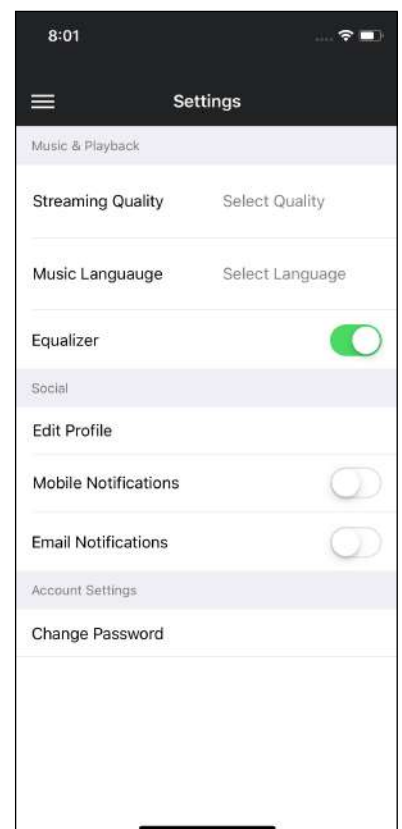 8:01
Settings
Music & Playback
Streaming Quality Select Quality
Music Languauge Select Language
Equalizer
Social
Edit Profile
Mobile Notifications
Email Notifications
Account Settings
Change Password